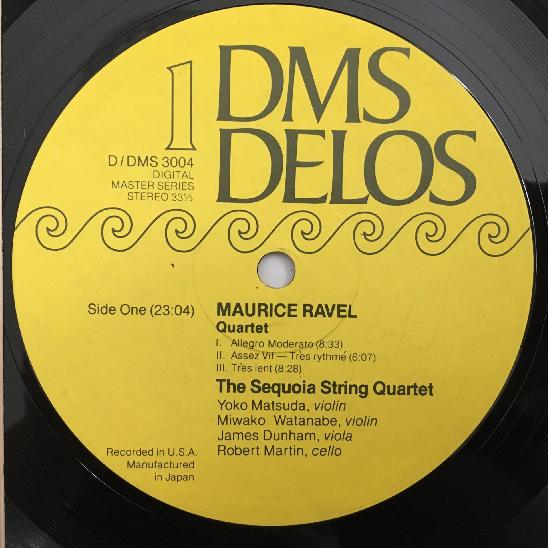 1
DMS
DELOS
D/DMS 3004
DIGITAL
MASTER SERIES
STEREO 33⅓
Side One (23:04)
MAURICE RAVEL
Quartet
I. Allegro Moderato (8:33)
II. Assez Vif — Très rythmé (6:07)
III. Très lent (8:28)
The Sequoia String Quartet
Yoko Matsuda, violin
Miwako Watanabe, violin
James Dunham, viola
Robert Martin, cello
Recorded in U.S.A.
Manufactured
in Japan